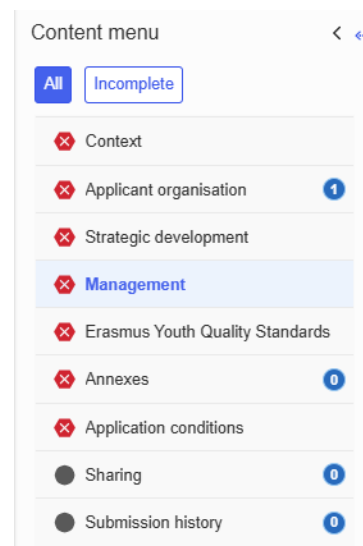 Content menu
All Incomplete
Context
Applicant organisation 1
Strategic development
Management
Erasmus Youth Quality Standards
Annexes 0
Application conditions
Sharing 0
Submission history 0